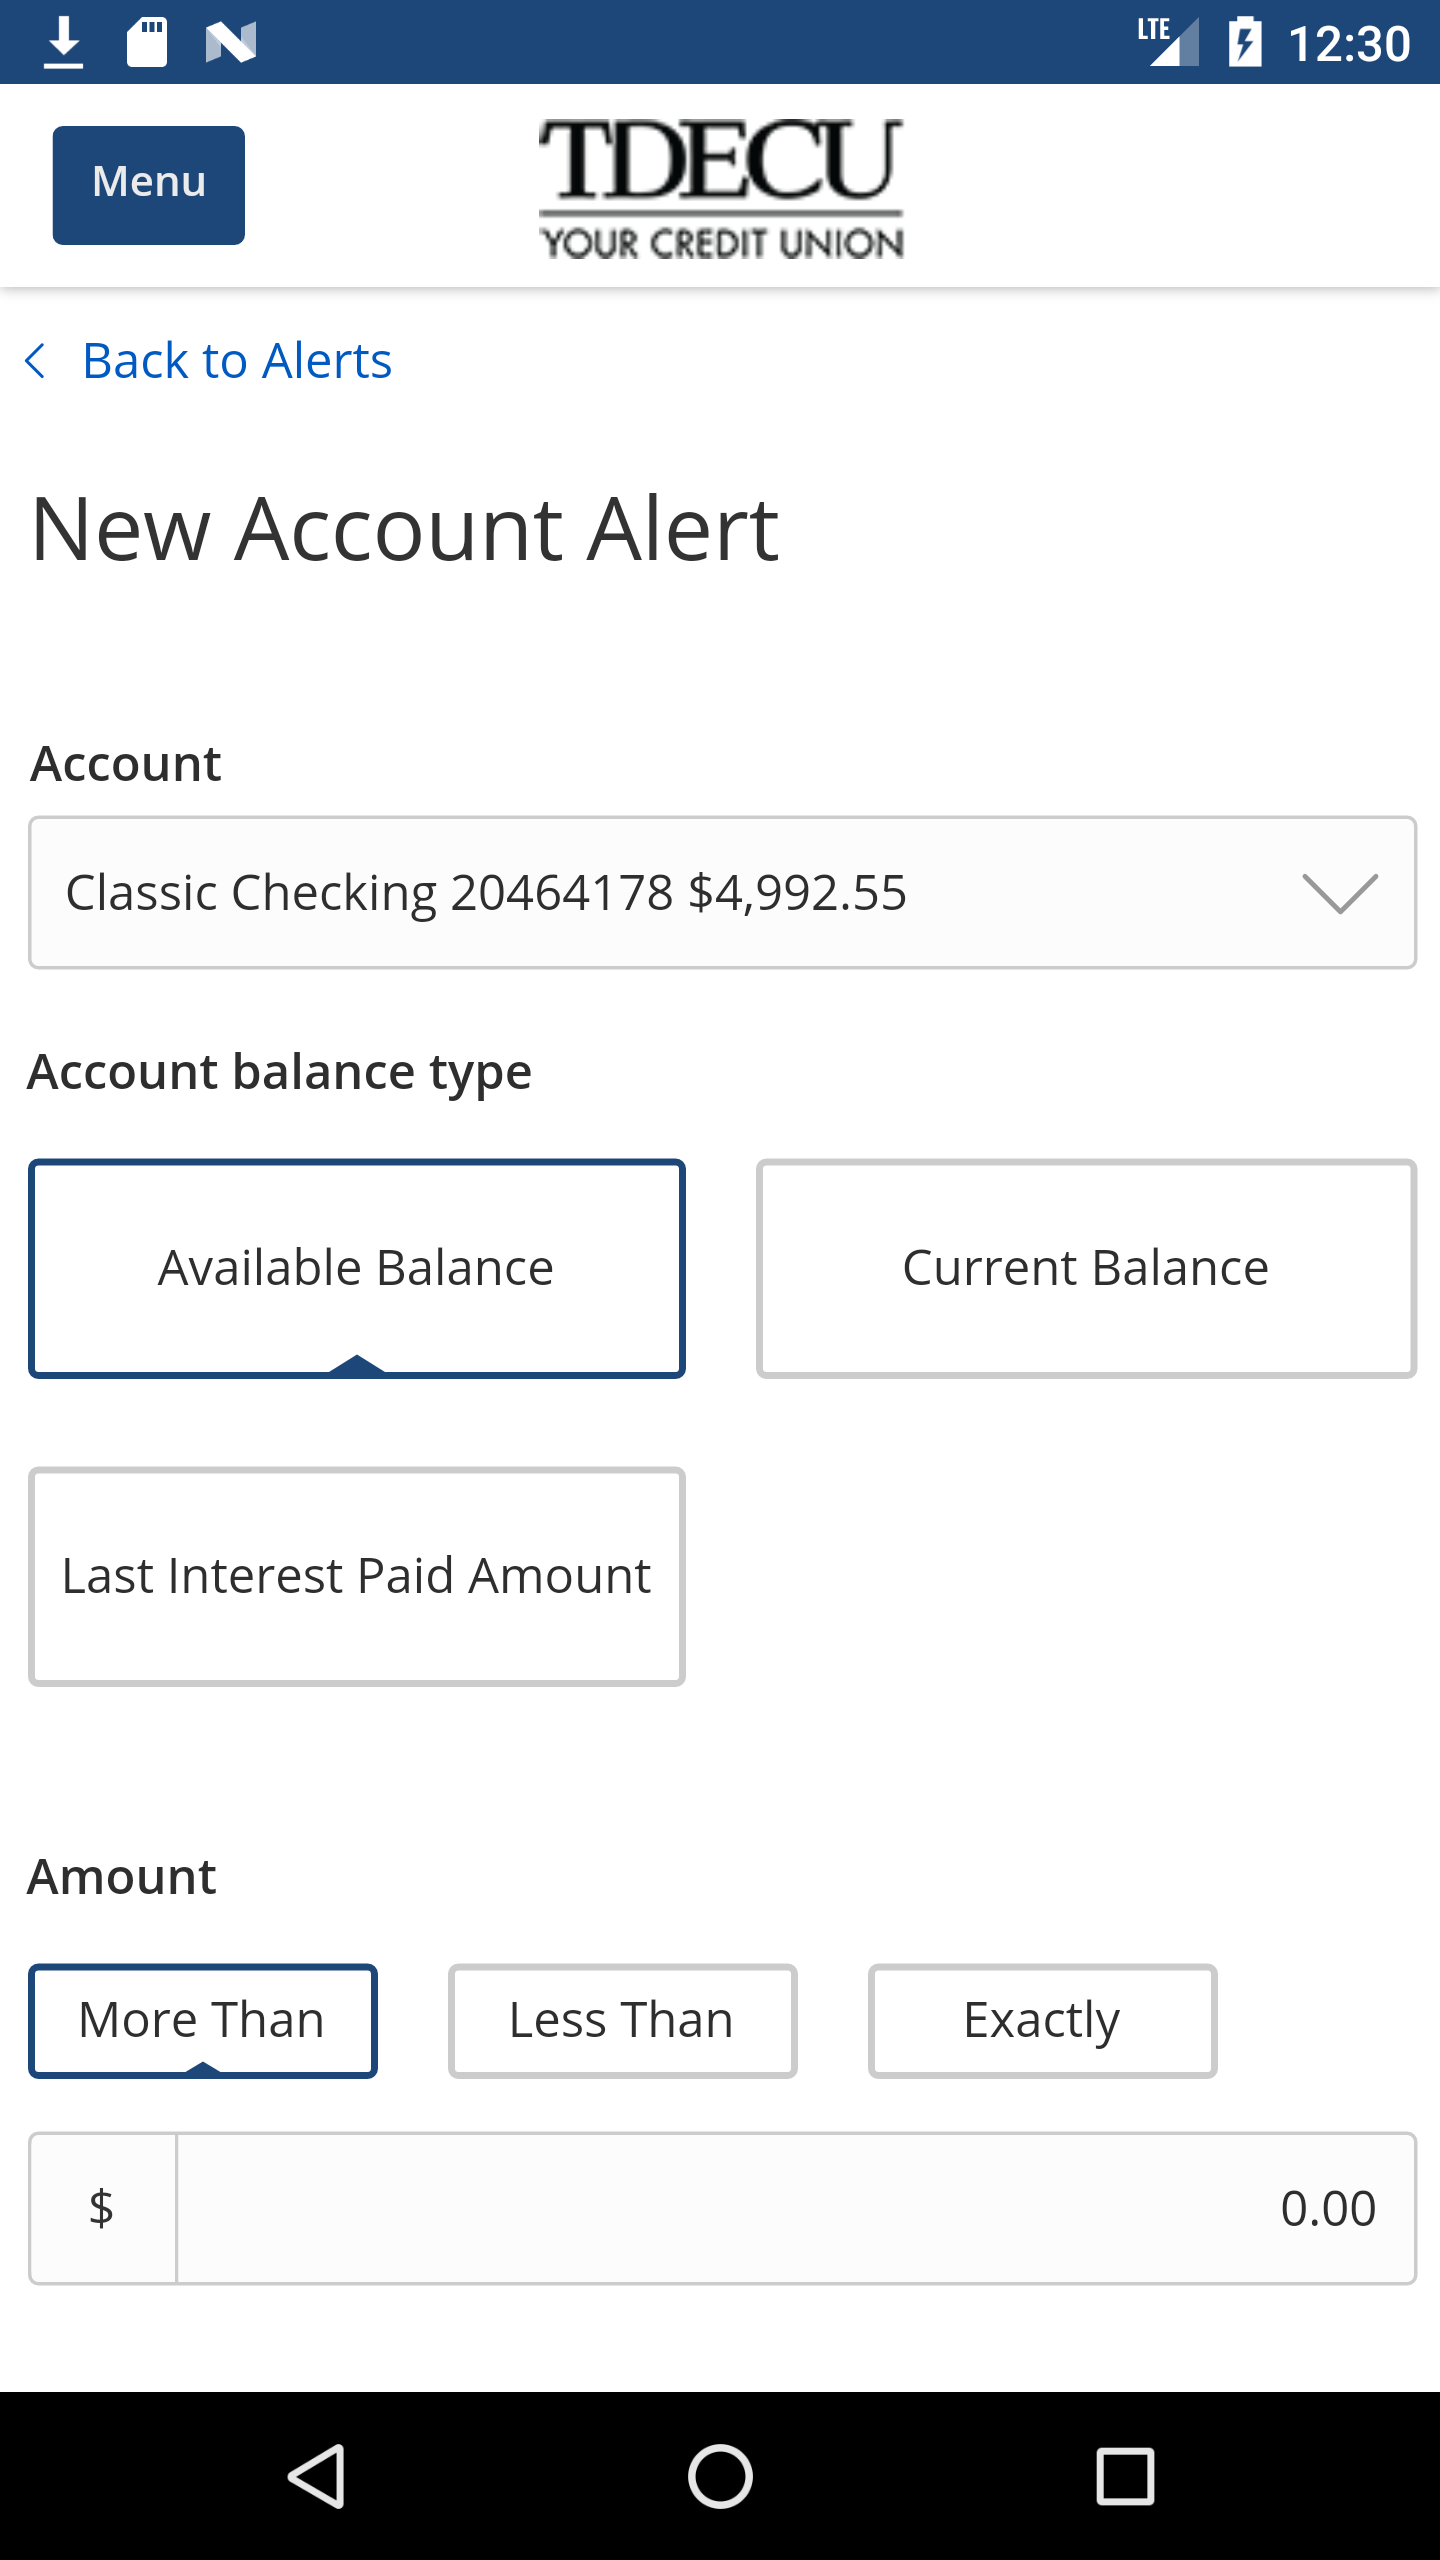 LTE 12:30
Menu
TDECU
YOUR CREDIT UNION
Back to Alerts
New Account Alert
Account
Classic Checking 20464178 $4,992.55
Account balance type
Available Balance
Current Balance
Last Interest Paid Amount
Amount
More Than
Less Than
Exactly
$ 0.00